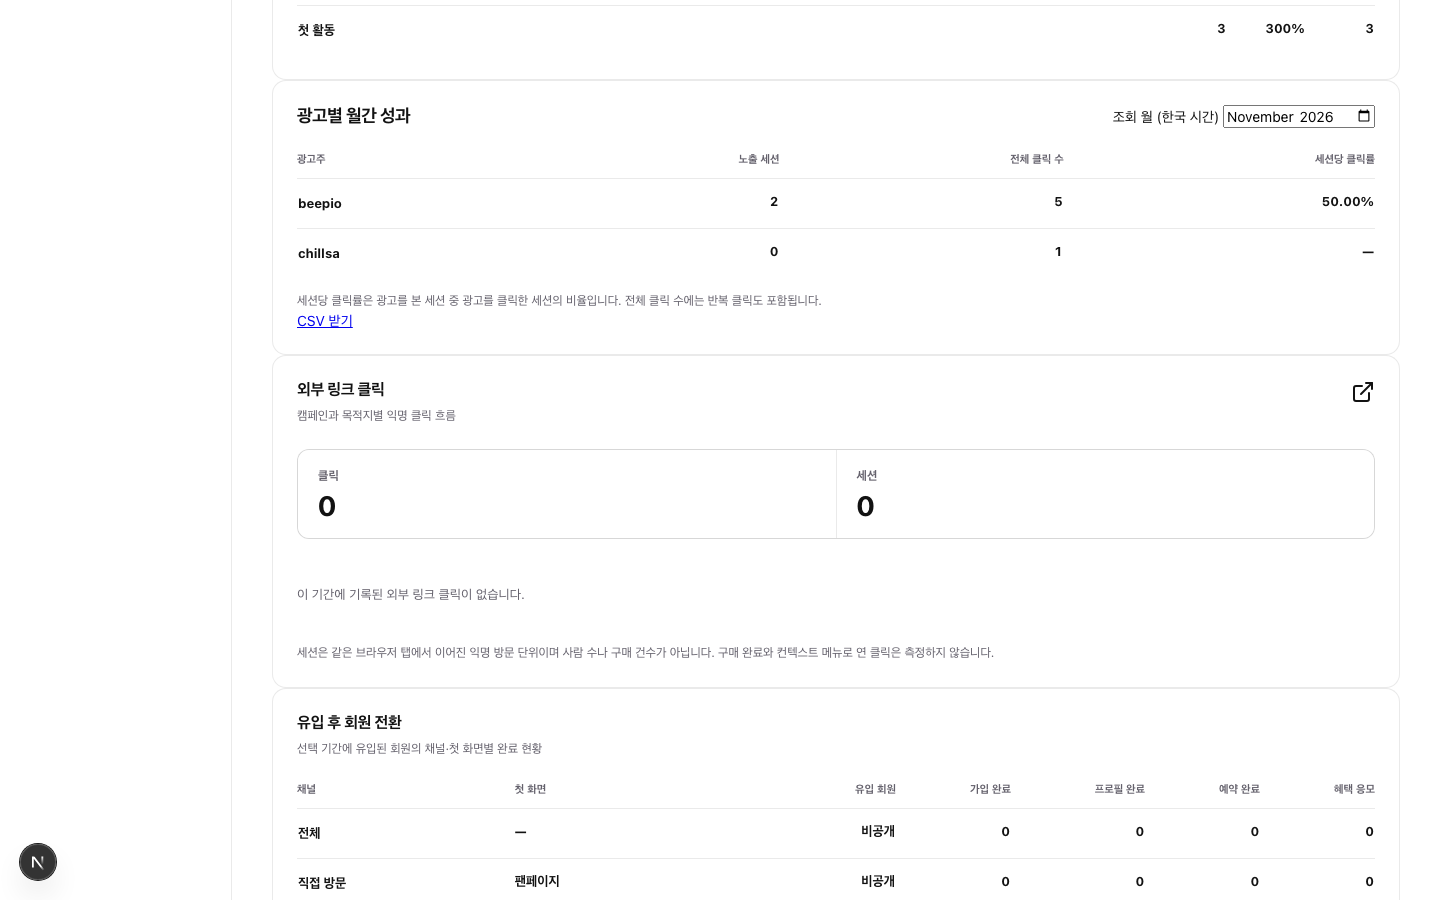 첫 활동 3 300% 3
광고별 월간 성과
조회 월 (한국 시간) November 2026
광고주 노출 세션 전체 클릭 수 세션당 클릭률
beepio 2 5 50.00%
chillsa 0 1 —
세션당 클릭률은 광고를 본 세션 중 광고를 클릭한 세션의 비율입니다. 전체 클릭 수에는 반복 클릭도 포함됩니다.
CSV 받기
외부 링크 클릭
캠페인과 목적지별 익명 클릭 흐름
클릭 세션
0 0
이 기간에 기록된 외부 링크 클릭이 없습니다.
세션은 같은 브라우저 탭에서 이어진 익명 방문 단위이며 사람 수나 구매 건수가 아닙니다. 구매 완료와 컨텍스트 메뉴로 연 클릭은 측정하지 않습니다.
유입 후 회원 전환
선택 기간에 유입된 회원의 채널·첫 화면별 완료 현황
채널 첫 화면 유입 회원 가입 완료 프로필 완료 예약 완료 혜택 응모
전체 — 비공개 0 0 0 0
직접 방문 팬페이지 비공개 0 0 0 0
N